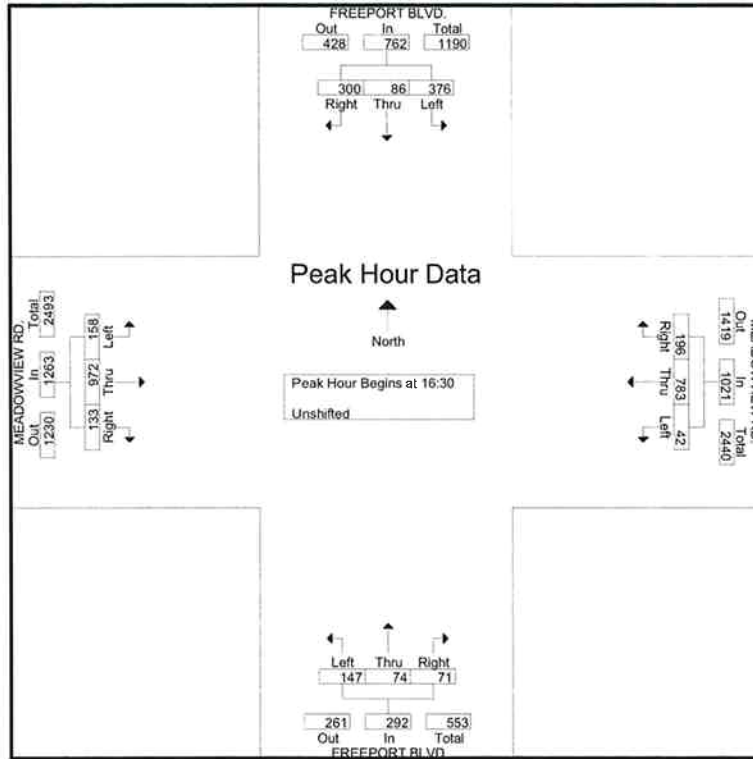 FREEPORT BLVD.
Out In Total
428 762 1190
300 86 376
Right Thru Left
Peak Hour Data
North
Peak Hour Begins at 16:30
Unshifted
MEADOWVIEW RD.
Out In Total
1230 1263 2493
133 972 158
Right Thru Left
Out In Total
1419 1021 2440
196 783 42
Right Thru Left
Left Thru Right
147 74 71
261 292 553
Out In Total
FREEPORT BLVD